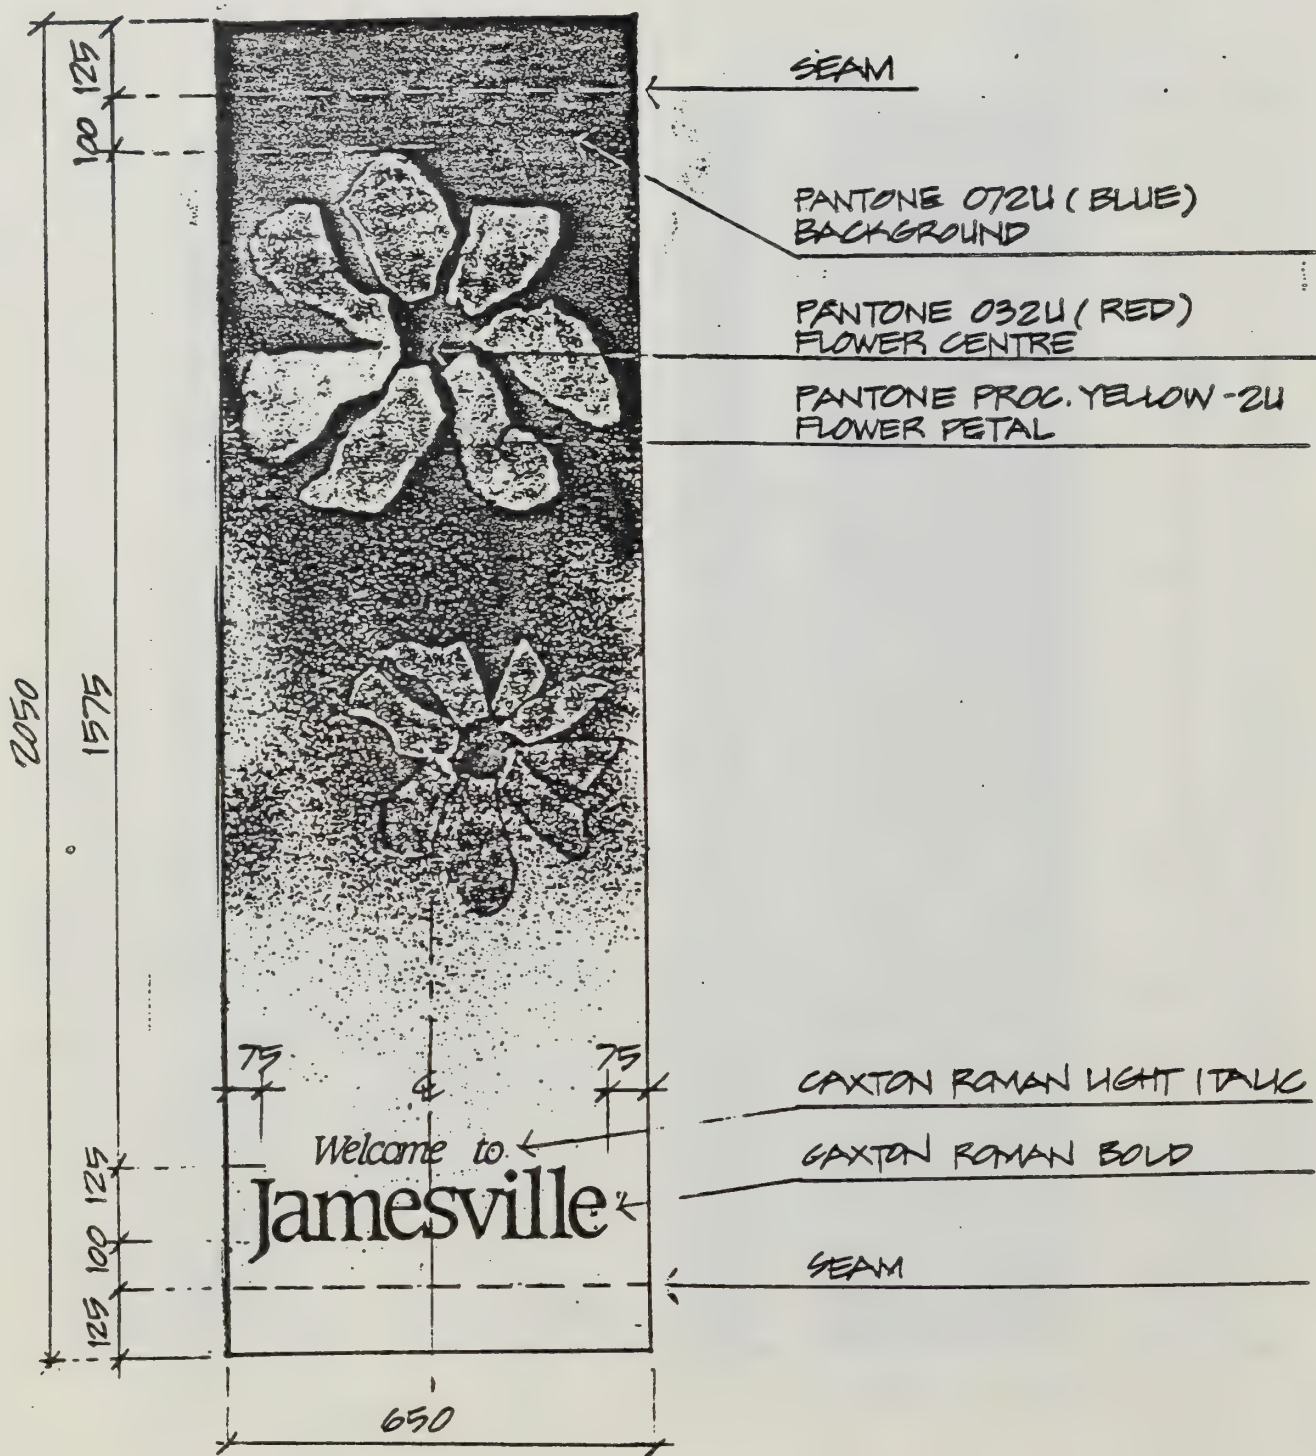 125
SEAM
100
PANTONE 072U (BLUE)
BACKGROUND
PANTONE 032U (RED)
FLOWER CENTRE
PANTONE PROC. YELLOW-2U
FLOWER PETAL
2050
1575
75
75
℄
CAXTON ROMAN LIGHT ITALIC
Welcome to
CAXTON ROMAN BOLD
125
Jamesville
100
SEAM
125
650